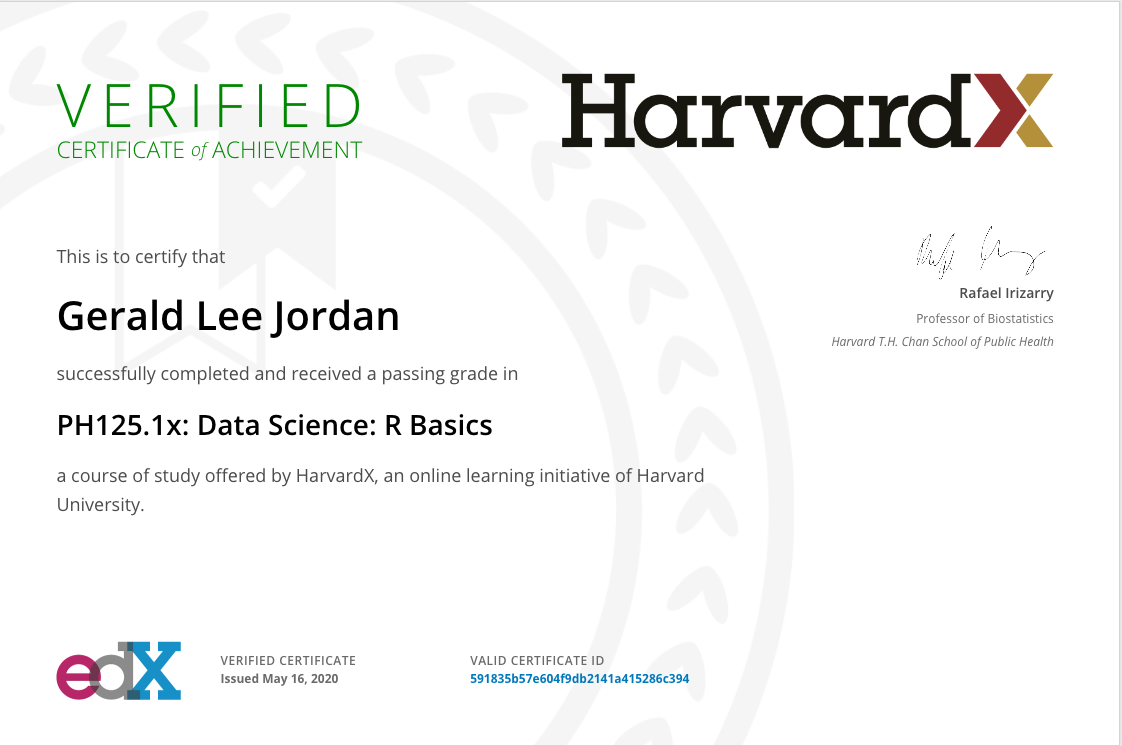 VERIFIED
CERTIFICATE of ACHIEVEMENT
HarvardX
This is to certify that
Gerald Lee Jordan
successfully completed and received a passing grade in
PH125.1x: Data Science: R Basics
a course of study offered by HarvardX, an online learning initiative of Harvard
University.
Rafael Irizarry
Professor of Biostatistics
Harvard T.H. Chan School of Public Health
edX
VERIFIED CERTIFICATE
Issued May 16, 2020
VALID CERTIFICATE ID
591835b57e604f9db2141a415286c394